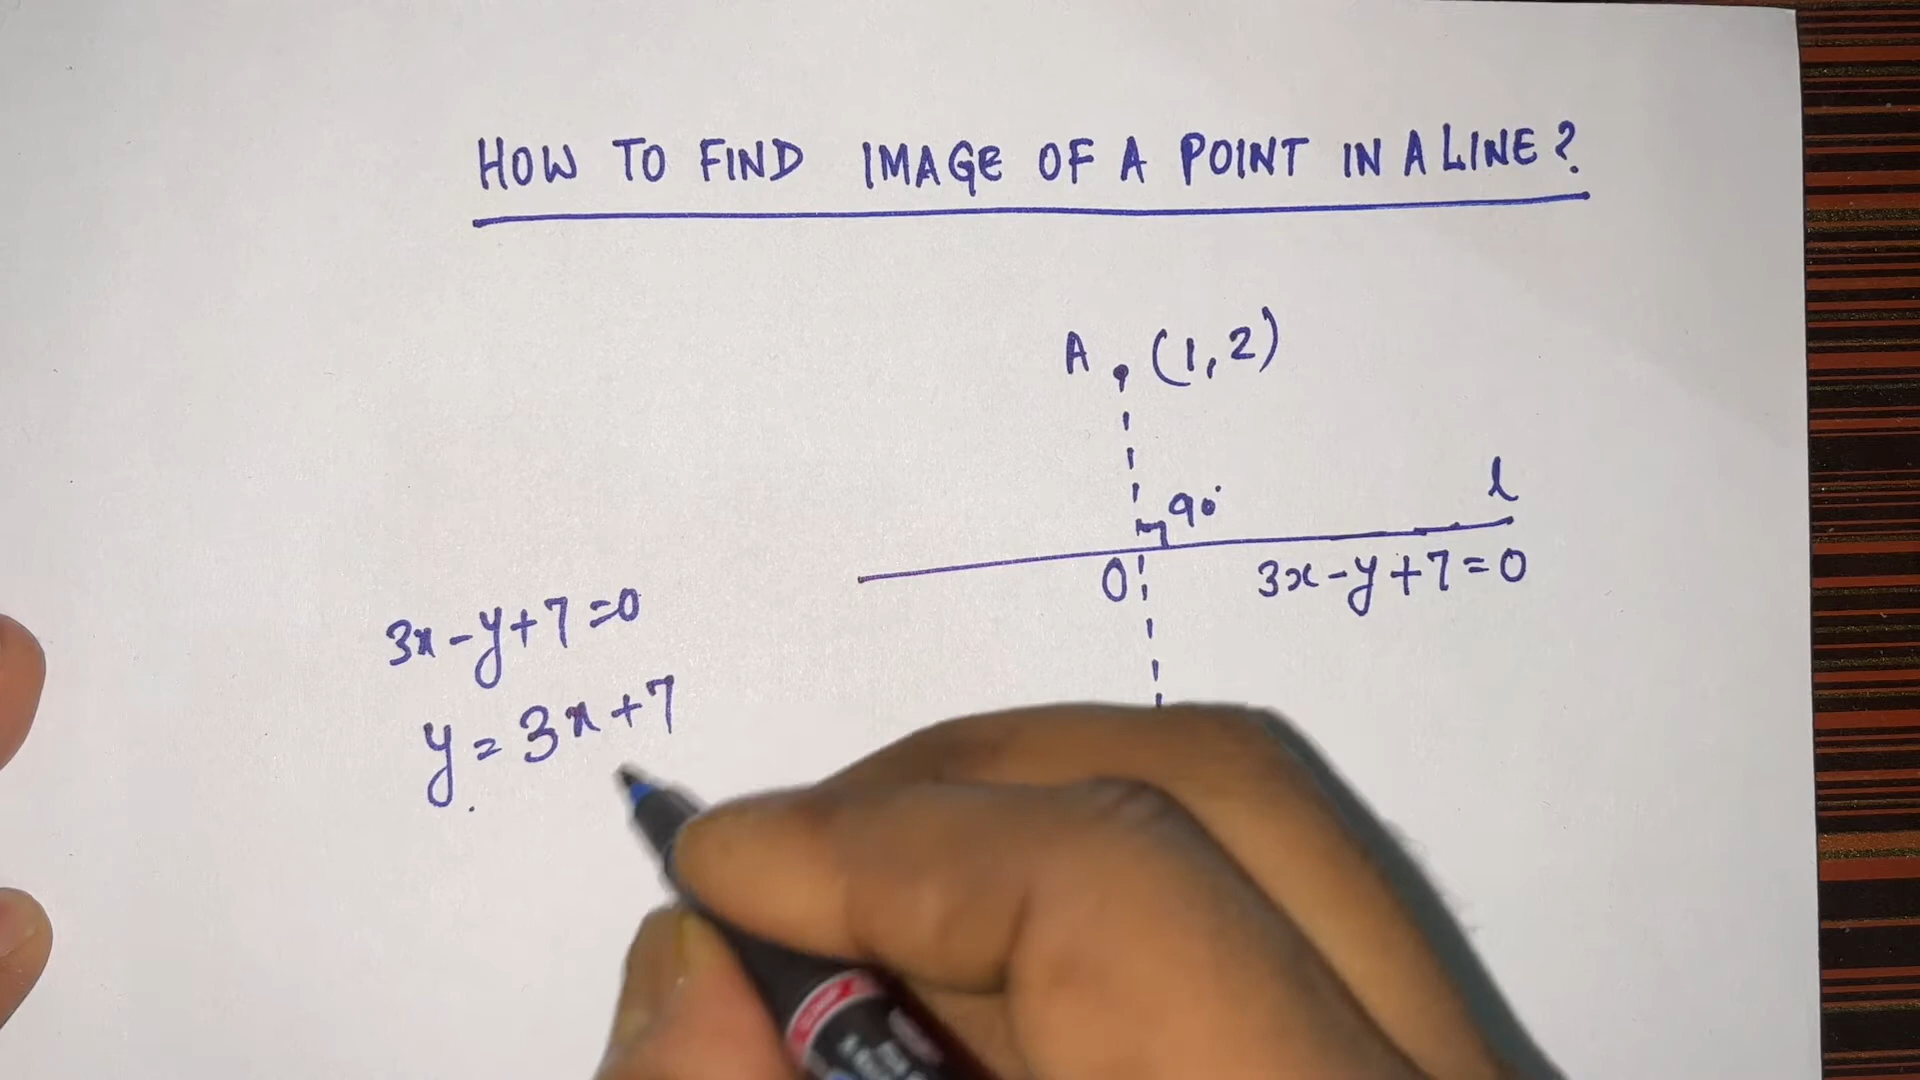 HOW TO FIND IMAGE OF A POINT IN A LINE?
A (1,2)
90°
l
O
3x-y+7=0
3x-y+7=0
y=3x+7